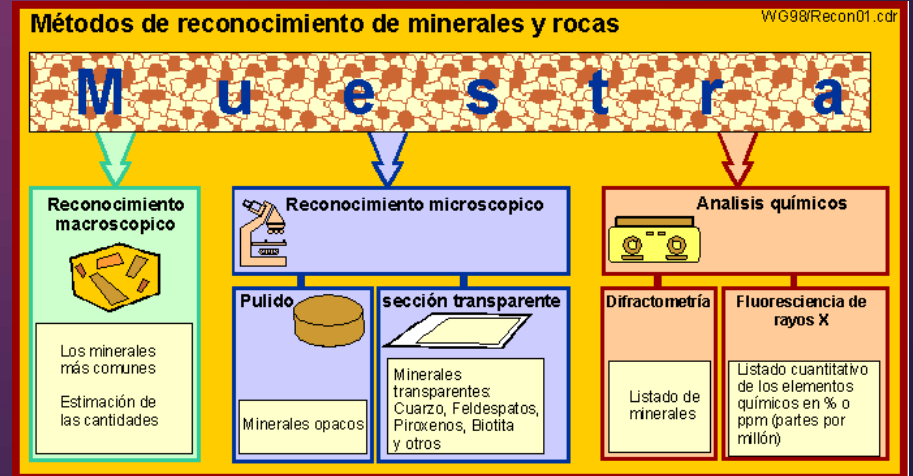 Métodos de reconocimiento de minerales y rocas
WG98/Recon01.cdr
M u e s t r a
Reconocimiento
macroscopico
Los minerales
más comunes
Estimación de
las cantidades
Reconocimiento microscopico
Pulido
Minerales opacos
sección transparente
Minerales
transparentes:
Cuarzo, Feldespatos,
Piroxenos, Biotita
y otros
Analisis químicos
Difractometría
Listado de
minerales
Fluoresciencia de
rayos X
Listado cuantitativo
de los elementos
químicos en % o
ppm (partes por
millón)